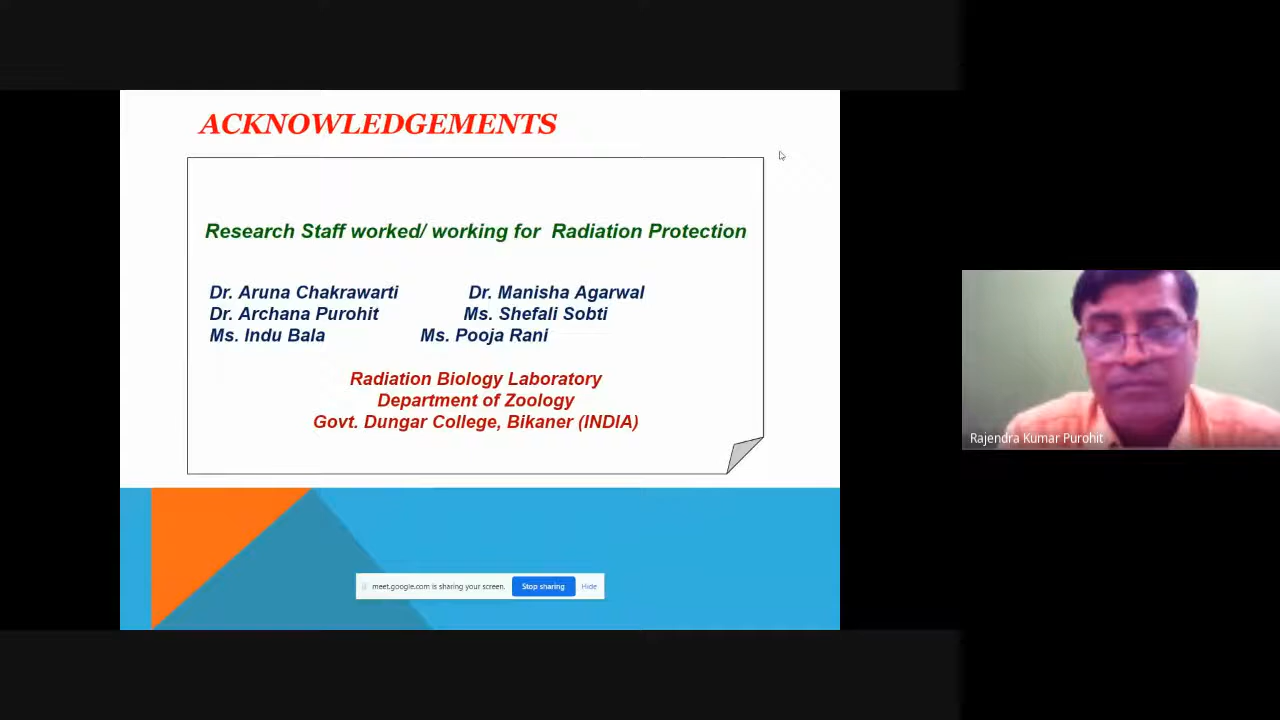 ACKNOWLEDGEMENTS
Research Staff worked/ working for Radiation Protection
Dr. Aruna Chakrawarti Dr. Manisha Agarwal
Dr. Archana Purohit Ms. Shefali Sobti
Ms. Indu Bala Ms. Pooja Rani
Radiation Biology Laboratory
Department of Zoology
Govt. Dungar College, Bikaner (INDIA)
Rajendra Kumar Purohit
meet.google.com is sharing your screen. Stop sharing Hide